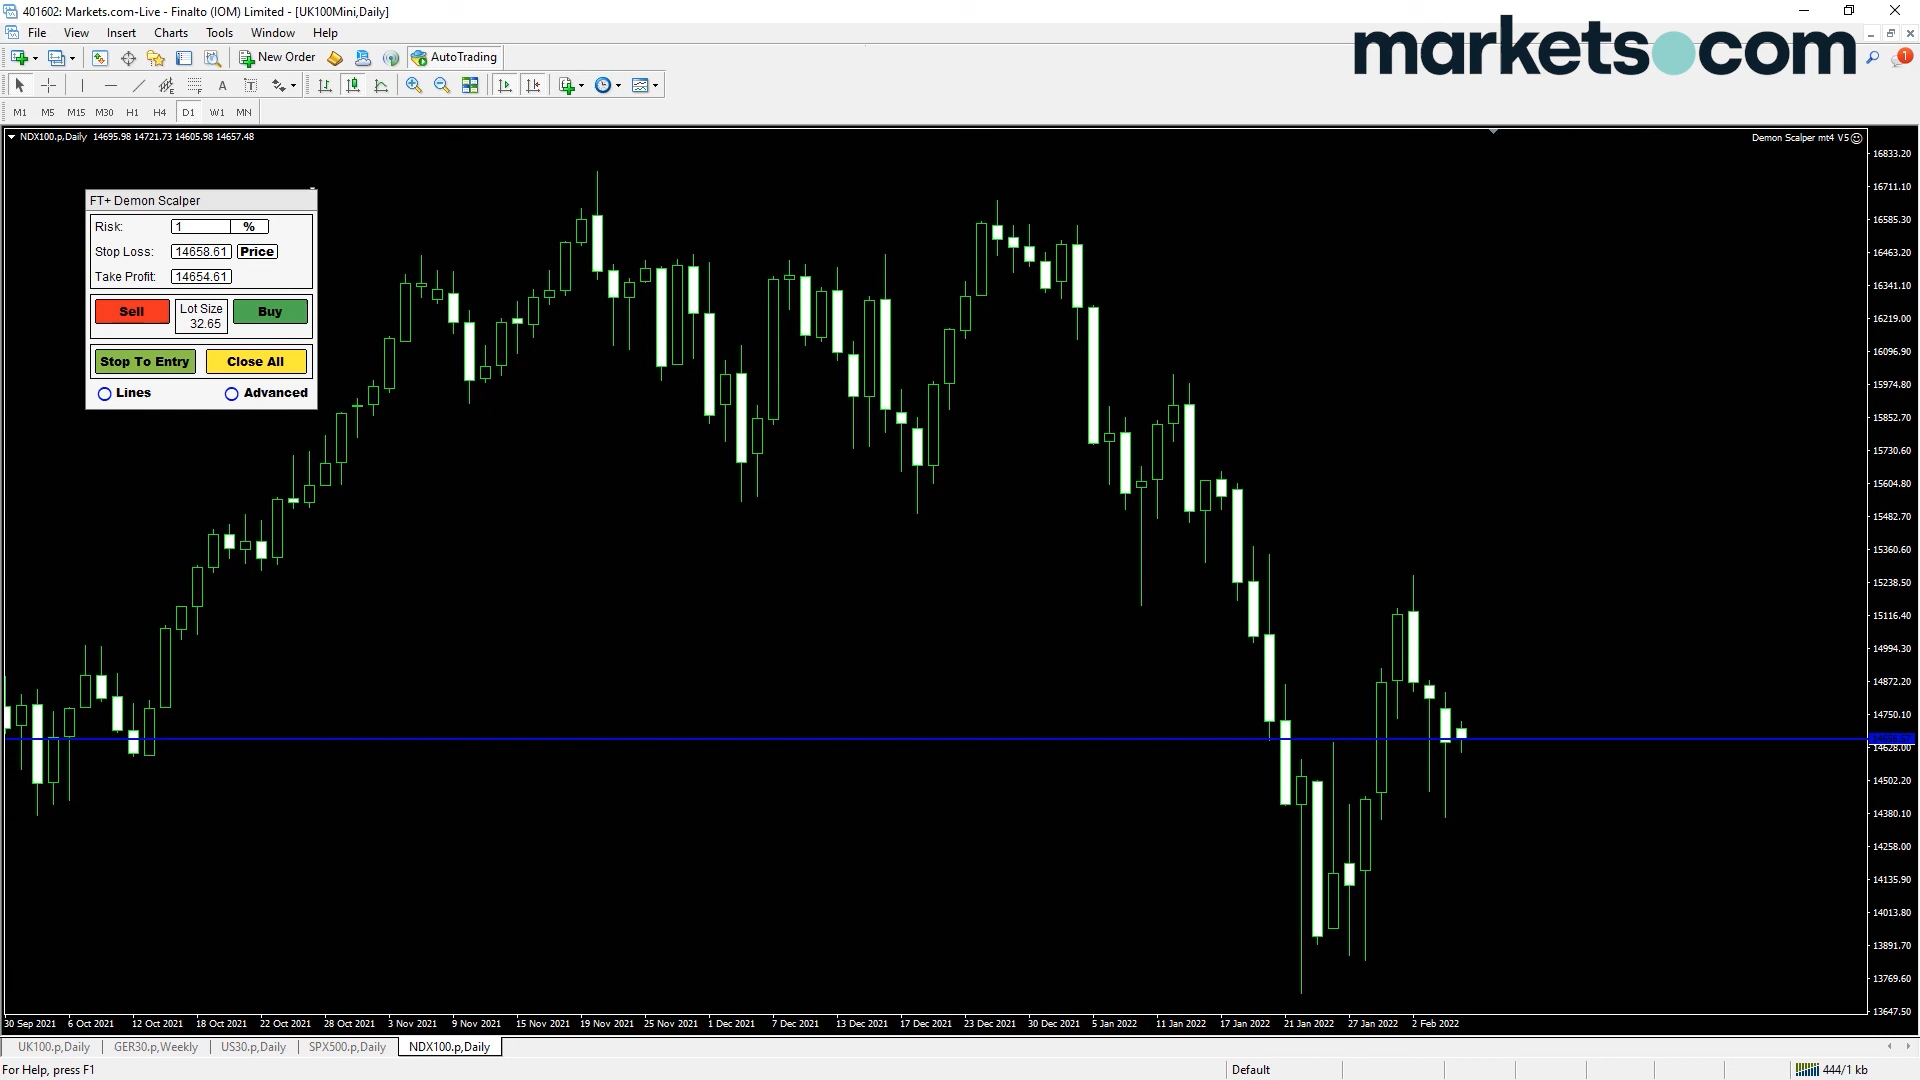 401602: Markets.com-Live - Finalto (IOM) Limited - [UK100Mini,Daily]
File View Insert Charts Tools Window Help
markets.com
1
New Order AutoTrading
A T
M1 M5 M15 M30 H1 H4 D1 W1 MN
NDX100.p,Daily 14695.98 14721.73 14605.98 14657.48
Demon Scalper mt4 V5
FT+ Demon Scalper
Risk: 1 %
Stop Loss: 14658.61 Price
Take Profit: 14654.61
Sell Lot Size 32.65 Buy
Stop To Entry Close All
Lines Advanced
16833.20
16711.10
16585.30
16463.20
16341.10
16219.00
16096.90
15974.80
15852.70
15730.60
15604.80
15482.70
15360.60
15238.50
15116.40
14994.30
14872.20
14750.10
14628.00
14502.20
14380.10
14258.00
14135.90
14013.80
13891.70
13769.60
13647.50
30 Sep 2021 6 Oct 2021 12 Oct 2021 18 Oct 2021 22 Oct 2021 28 Oct 2021 3 Nov 2021 9 Nov 2021 15 Nov 2021 19 Nov 2021 25 Nov 2021 1 Dec 2021 7 Dec 2021 13 Dec 2021 17 Dec 2021 23 Dec 2021 30 Dec 2021 5 Jan 2022 11 Jan 2022 17 Jan 2022 21 Jan 2022 27 Jan 2022 2 Feb 2022
UK100.p,Daily GER30.p,Weekly US30.p,Daily SPX500.p,Daily NDX100.p,Daily
For Help, press F1
Default
444/1 kb